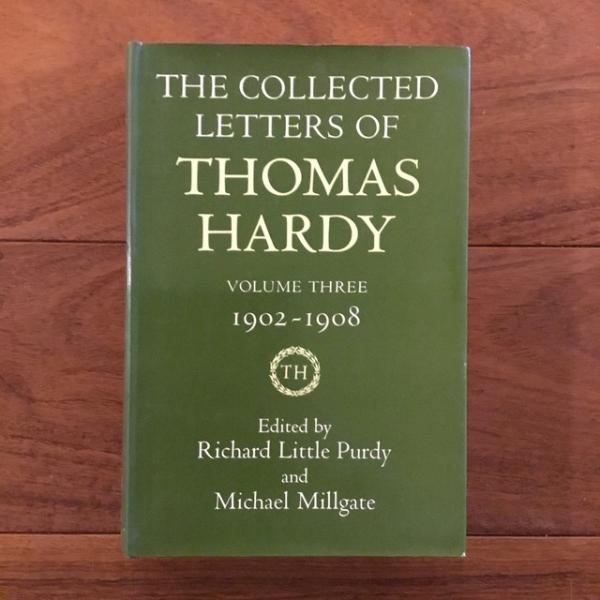 THE COLLECTED
LETTERS OF
THOMAS
HARDY
VOLUME THREE
1902-1908
TH
Edited by
Richard Little Purdy
and
Michael Millgate